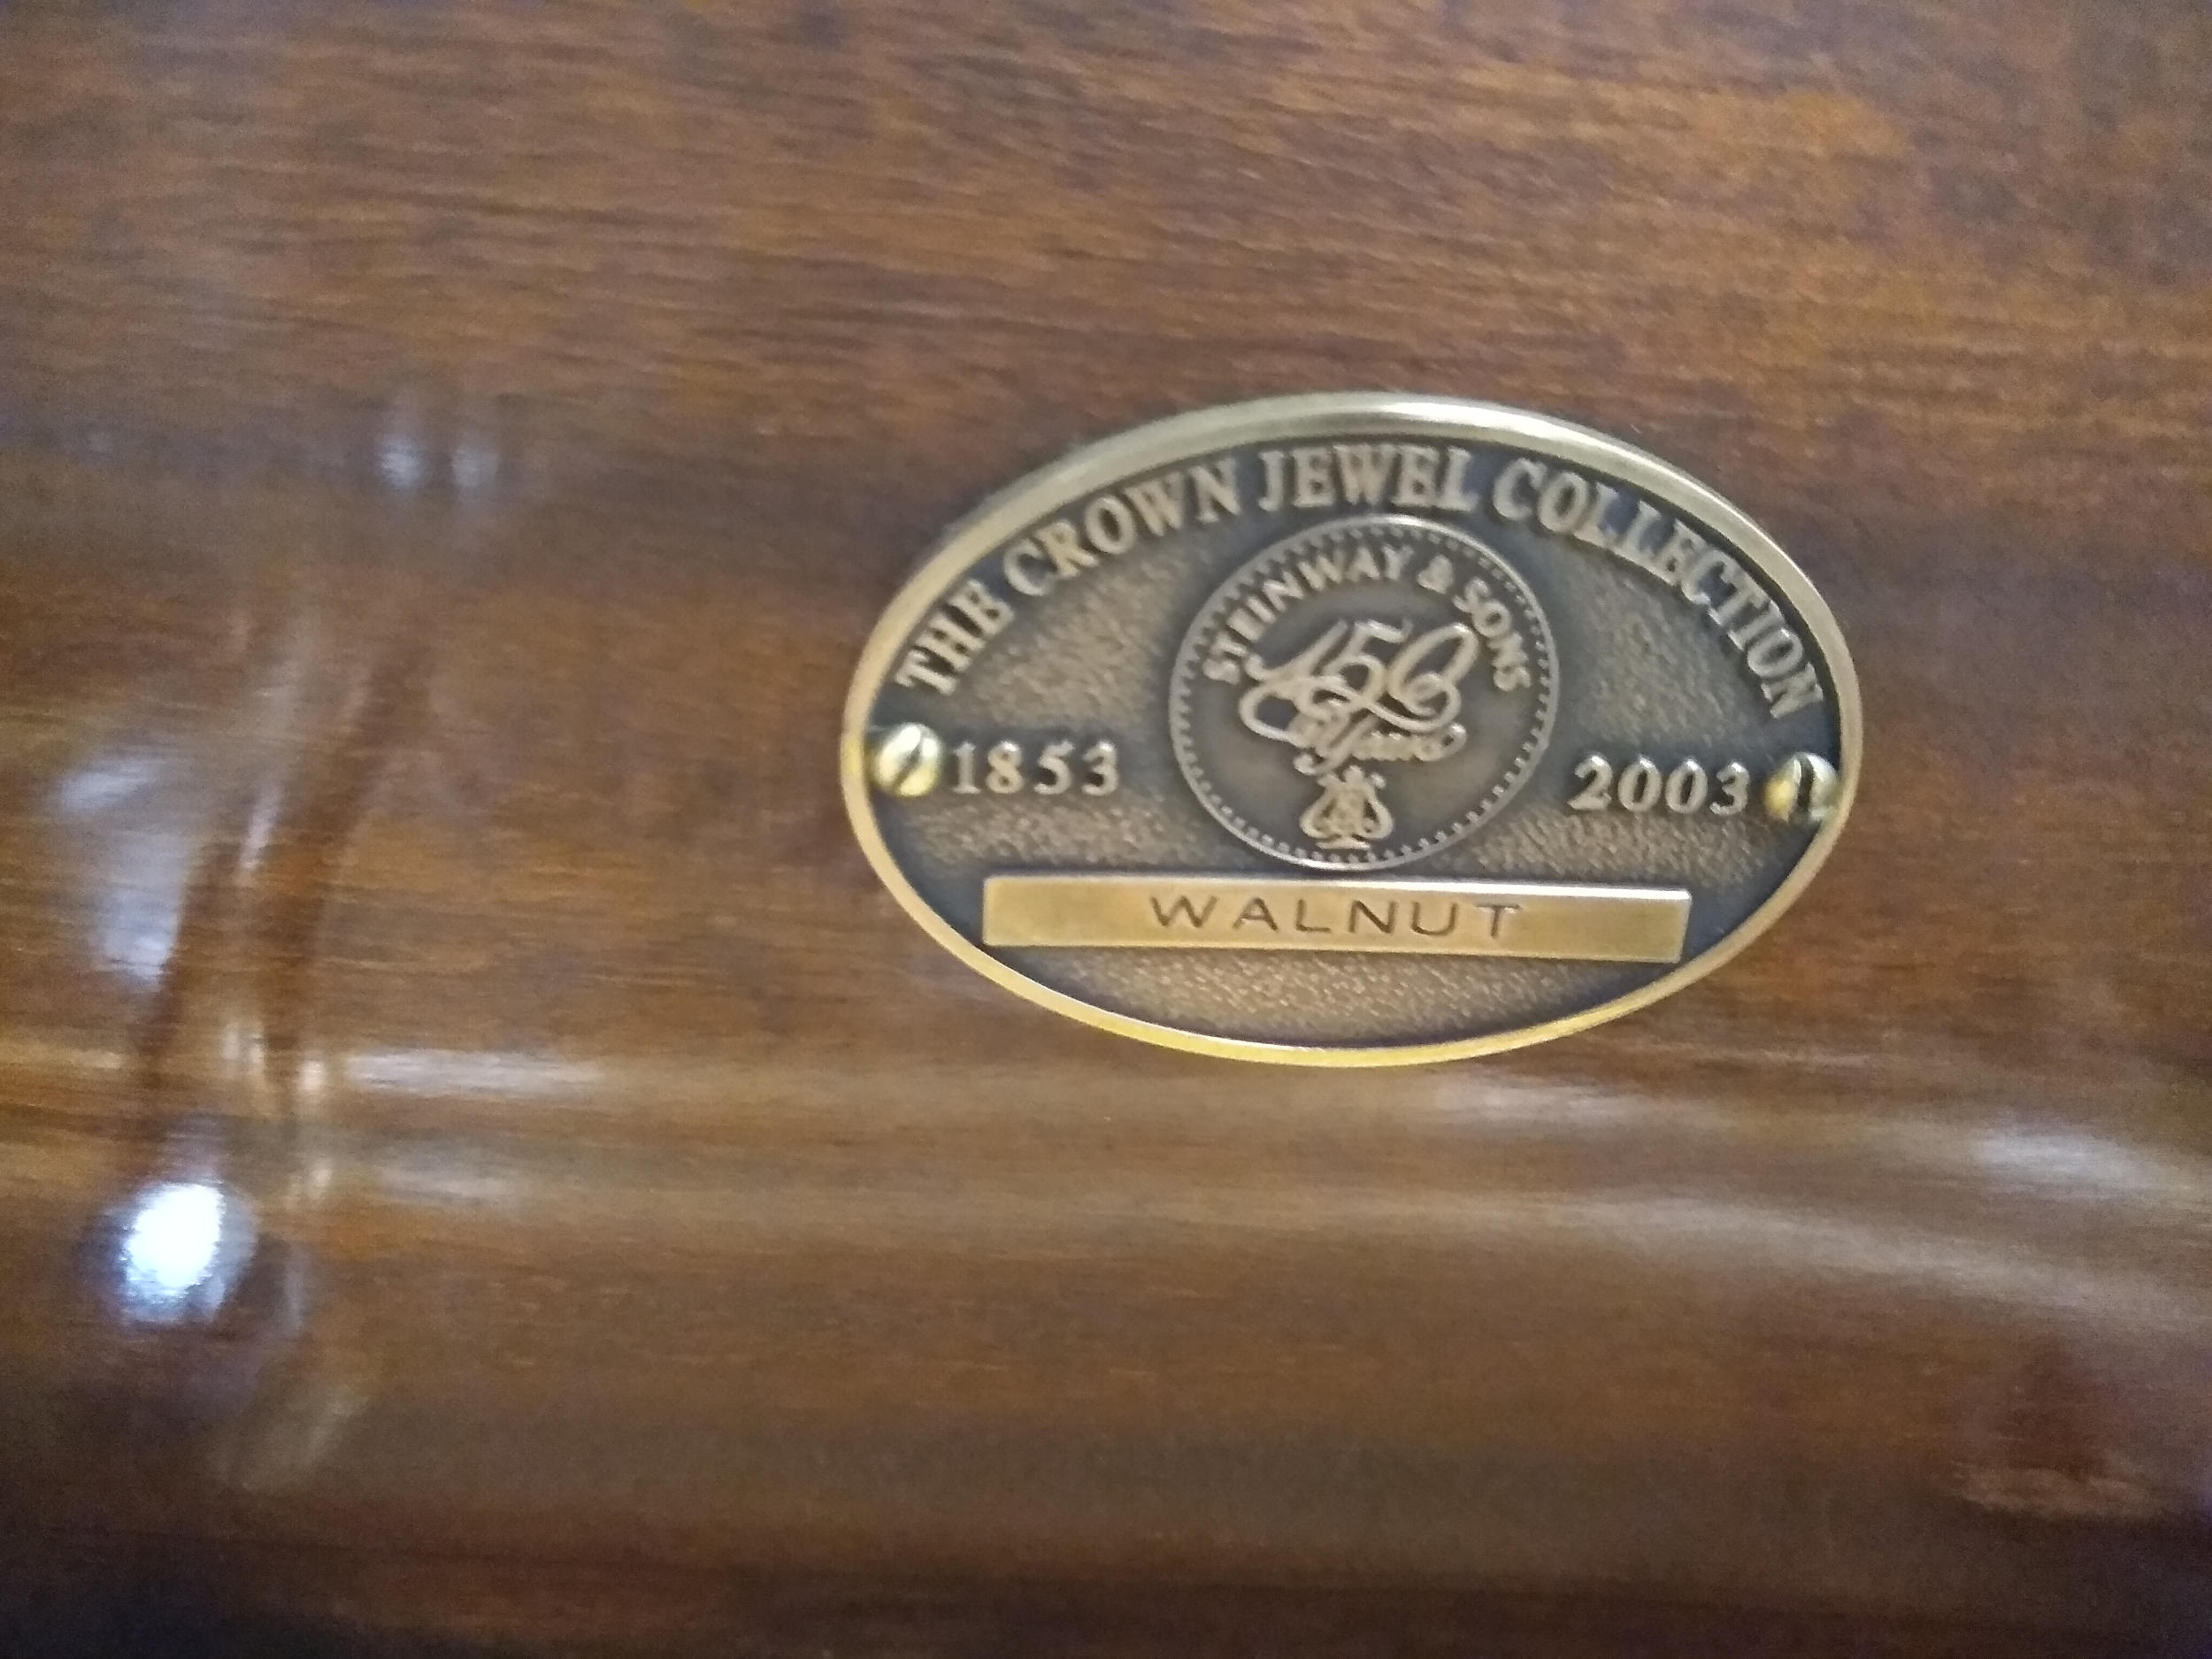 THE CROWN JEWEL COLLECTION
STEINWAY & SONS
150
Years
1853
2003
WALNUT